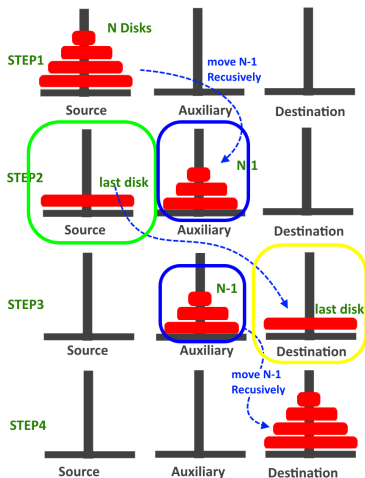 N Disks
STEP1
move N-1
Recusively
Source
Auxiliary
Destination
STEP2
last disk
N-1
Source
Auxiliary
Destination
STEP3
N-1
last disk
Source
Auxiliary
Destination
move N-1
Recusively
STEP4
Source
Auxiliary
Destination